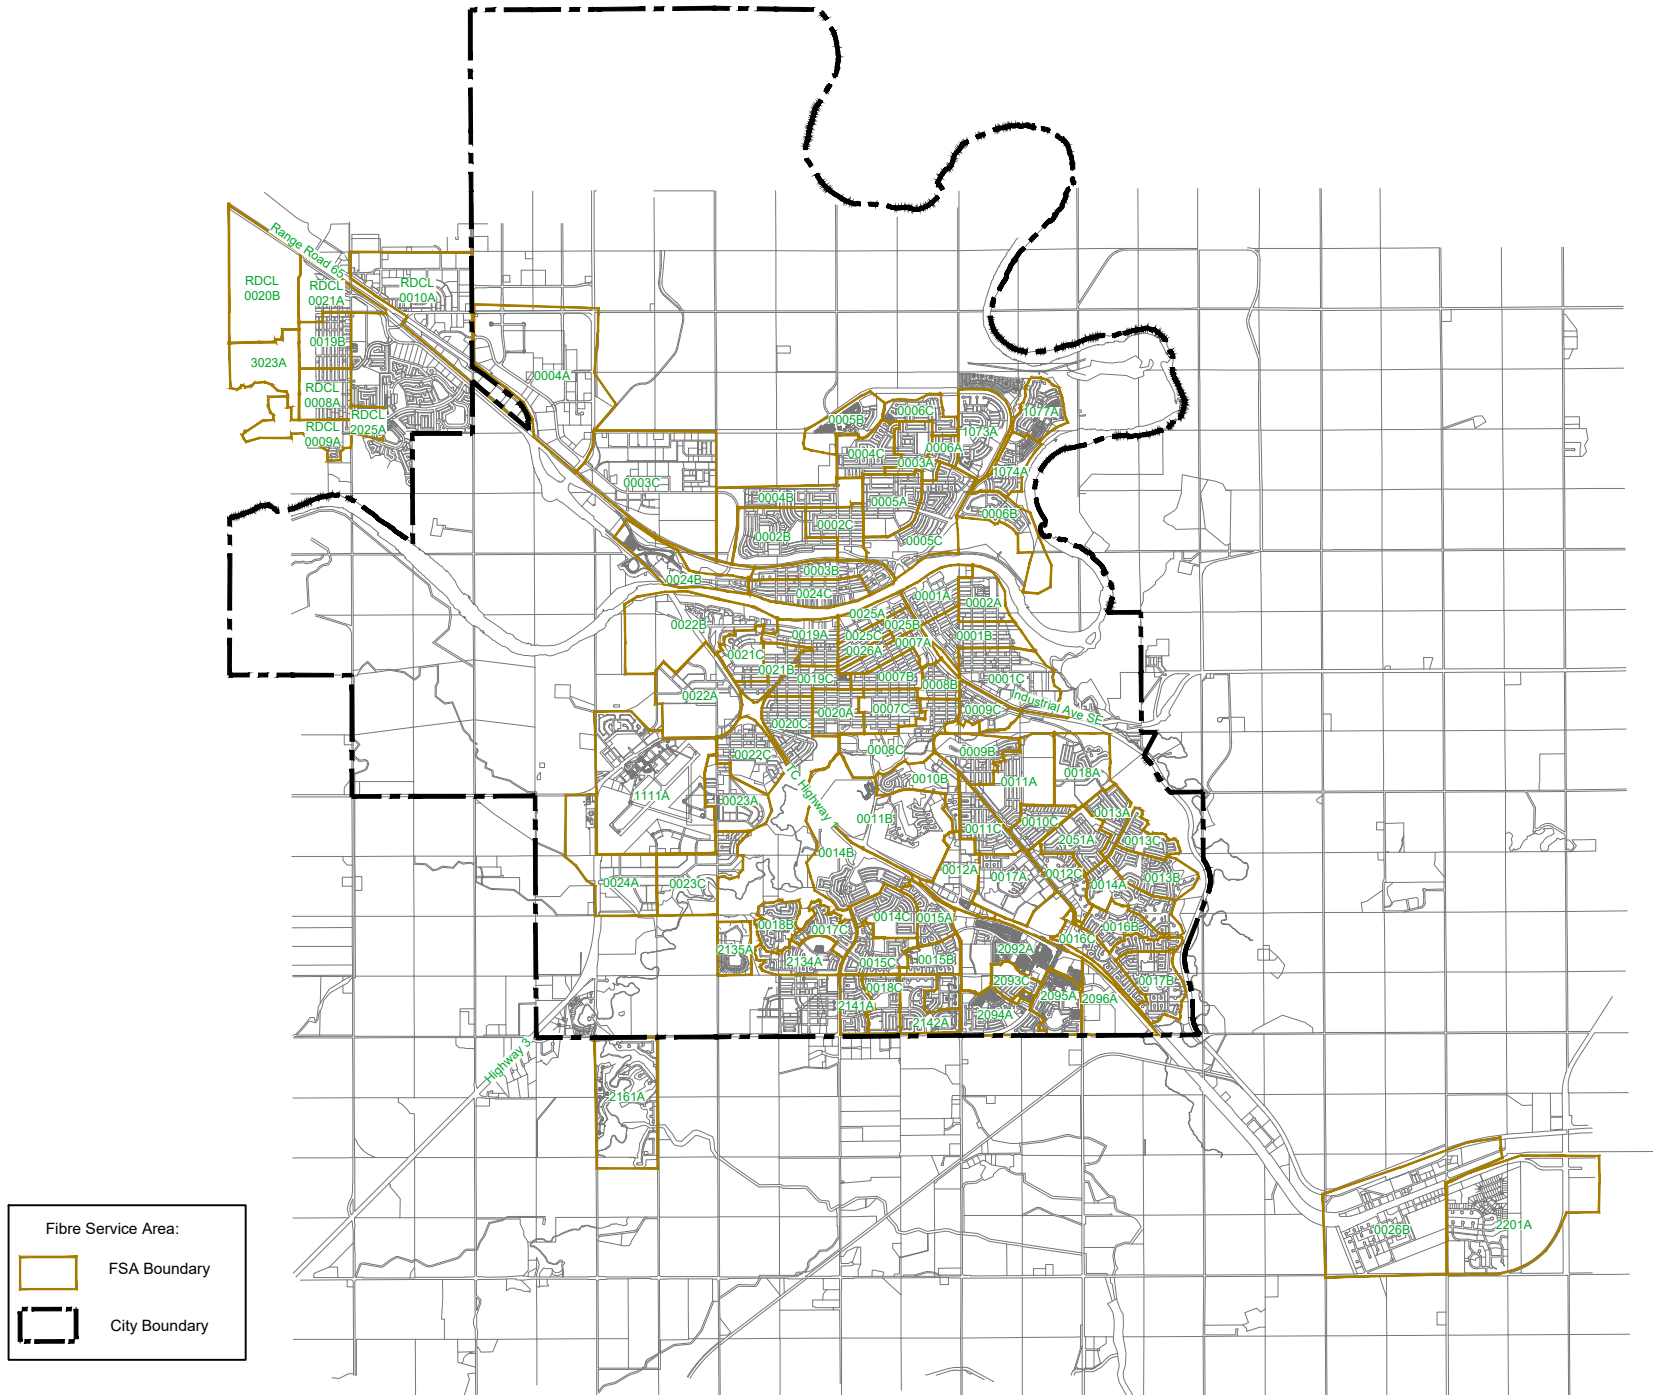 Range Road 65
RDCL
0020B
RDCL
0021A
RDCL
0010A
0019B
3023A
RDCL
0008A
RDCL
2025A
RDCL
0009A
0004A
0003C
0005B
0006C
0004C
0003A
0006A
1073A
1077A
1074A
0004B
0005A
0006B
0002C
0002B
0005C
0003B
0024B
0024C
0001A
0002A
0025A
0025B
0022B
0019A
0025C
0007A
0001B
0026A
0021C
0021B
0019C
0007B
0008B
0001C
0022A
0020A
0007C
0009C
Industrial Ave SE
0020C
0022C
0008C
0009B
0018A
0010B
0011A
TC Highway 1
1111A
0023A
0011B
0013A
0010C
0011C
2051A
0013C
0014B
0012A
0017A
0012C
0014A
0013B
0024A
0023C
0014C
0015A
0018B
0017C
0016B
0016C
2135A
2134A
0015C
0015B
2092A
2093C
0017B
0018C
2095A
2096A
2141A
2142A
2094A
Highway 3
2161A
0026B
2201A
Fibre Service Area:
FSA Boundary
City Boundary